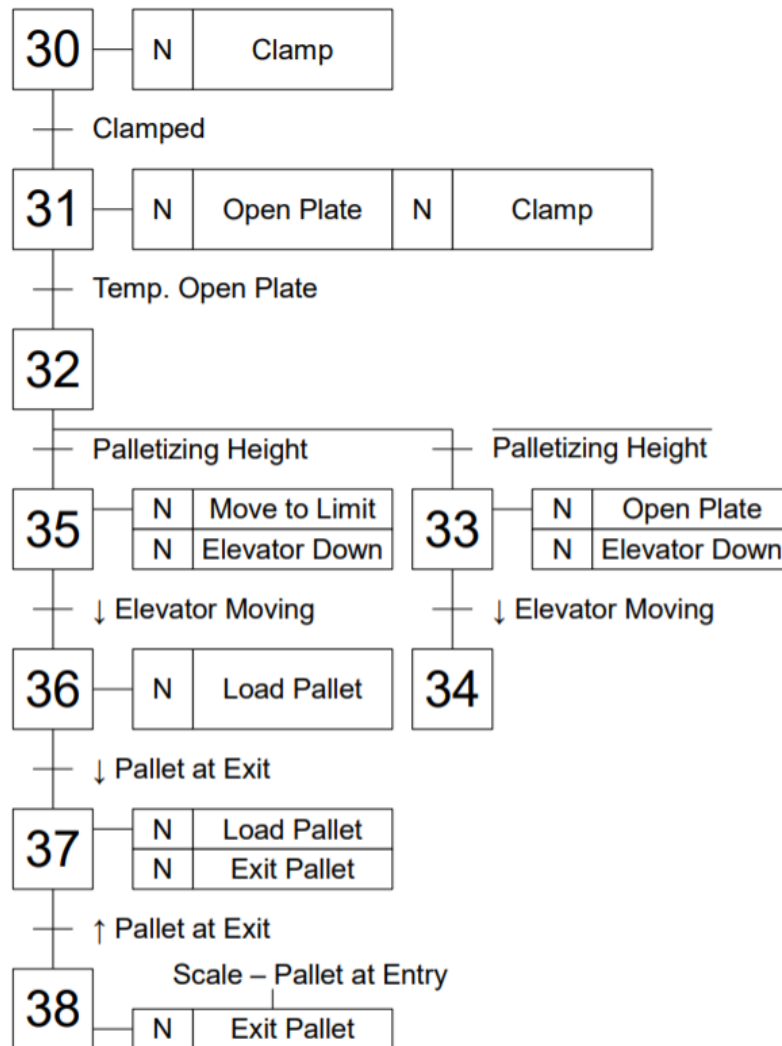 30 N Clamp
Clamped
31 N Open Plate N Clamp
Temp. Open Plate
32
Palletizing Height Palletizing Height
35 N Move to Limit 33 N Open Plate
N Elevator Down N Elevator Down
↓ Elevator Moving ↓ Elevator Moving
36 N Load Pallet 34
↓ Pallet at Exit
37 N Load Pallet
N Exit Pallet
↑ Pallet at Exit
Scale – Pallet at Entry
38 N Exit Pallet